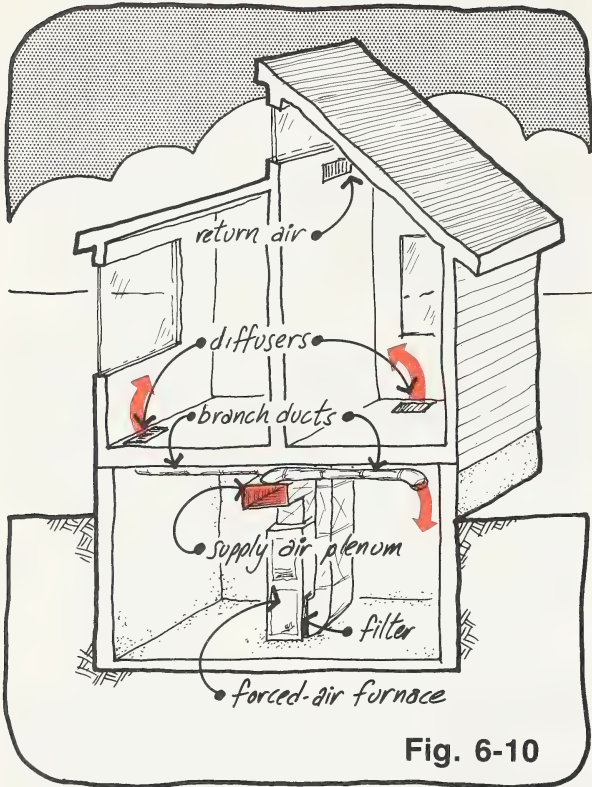 return air
diffusers
branch ducts
supply air plenum
filter
forced-air furnace
Fig. 6-10